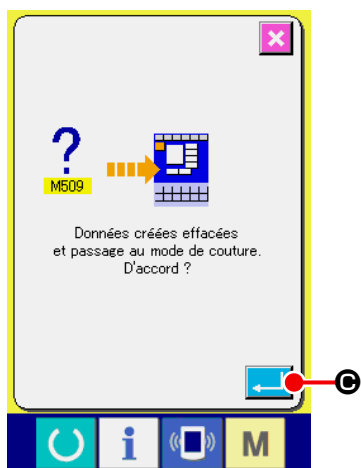 ?
M509
Données créées effacées
et passage au mode de couture.
D'accord ?
C
i
M